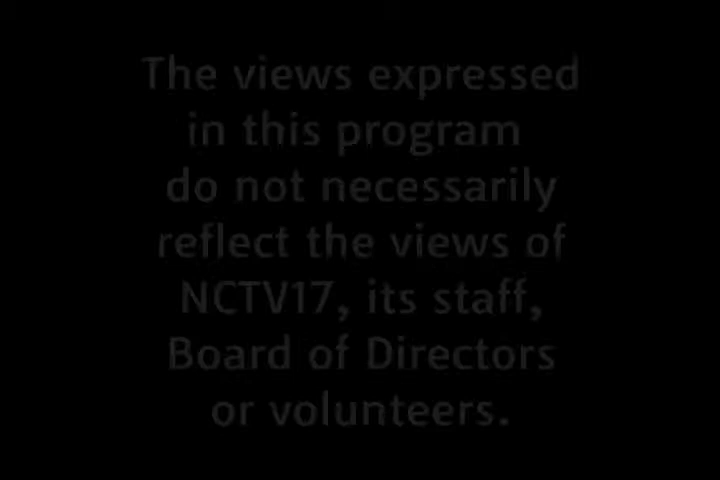 The views expressed
in this program
do not necessarily
reflect the views of
NCTV17, its staff,
Board of Directors
or volunteers.